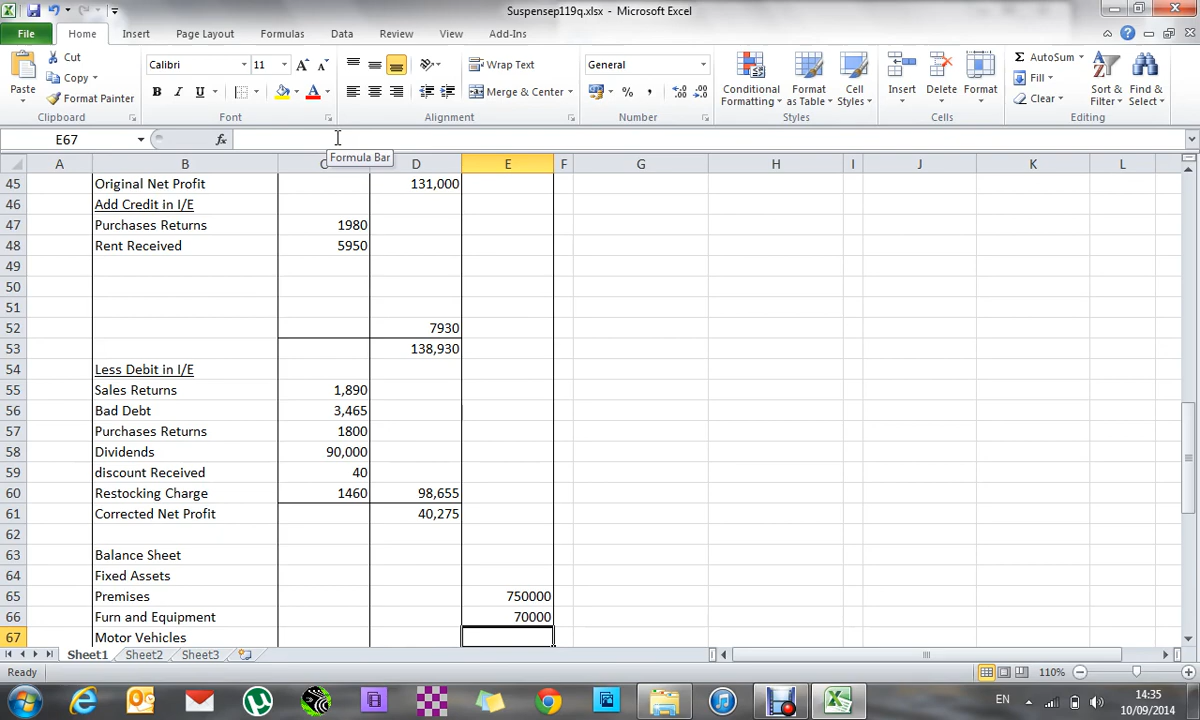 Suspensep119q.xlsx - Microsoft Excel
File Home Insert Page Layout Formulas Data Review View Add-Ins
Paste
Cut
Copy
Format Painter
Clipboard
Calibri 11
B I U
Font
Wrap Text
Merge & Center
Alignment
General
%
Number
Conditional Formatting
Format as Table
Cell Styles
Styles
Insert Delete Format
Cells
AutoSum
Fill
Clear
Sort & Filter
Find & Select
Editing
E67 fx
Formula Bar
A B C D E F G H I J K L
45 Original Net Profit 131,000
46 Add Credit in I/E
47 Purchases Returns 1980
48 Rent Received 5950
49
50
51
52 7930
53 138,930
54 Less Debit in I/E
55 Sales Returns 1,890
56 Bad Debt 3,465
57 Purchases Returns 1800
58 Dividends 90,000
59 discount Received 40
60 Restocking Charge 1460 98,655
61 Corrected Net Profit 40,275
62
63 Balance Sheet
64 Fixed Assets
65 Premises 750000
66 Furn and Equipment 70000
67 Motor Vehicles
Sheet1 Sheet2 Sheet3
Ready 110%
EN 14:35
10/09/2014